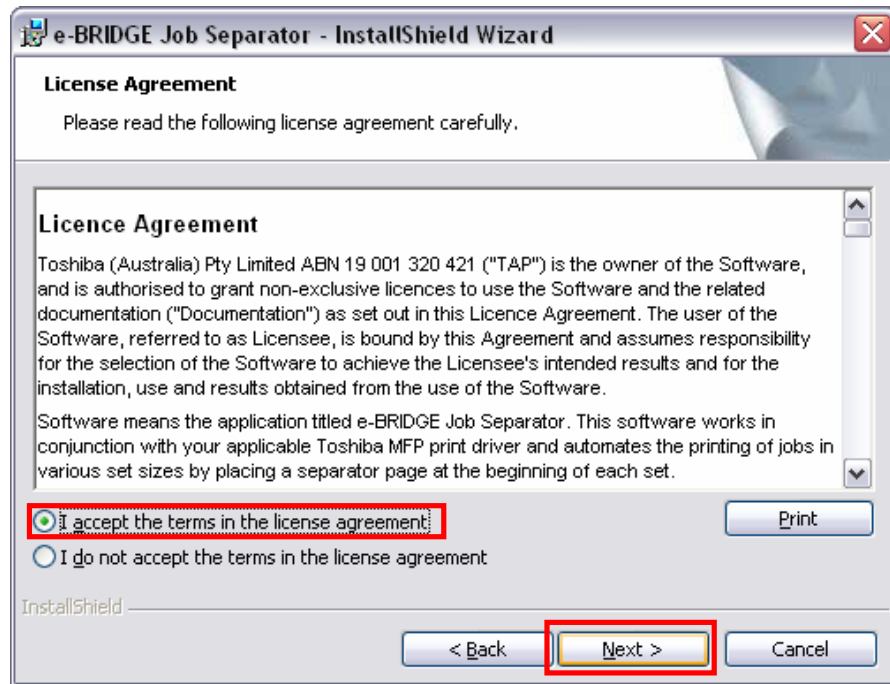 e-BRIDGE Job Separator - InstallShield Wizard
License Agreement
Please read the following license agreement carefully.
Licence Agreement
Toshiba (Australia) Pty Limited ABN 19 001 320 421 ("TAP") is the owner of the Software,
and is authorised to grant non-exclusive licences to use the Software and the related
documentation ("Documentation") as set out in this Licence Agreement. The user of the
Software, referred to as Licensee, is bound by this Agreement and assumes responsibility
for the selection of the Software to achieve the Licensee's intended results and for the
installation, use and results obtained from the use of the Software.
Software means the application titled e-BRIDGE Job Separator. This software works in
conjunction with your applicable Toshiba MFP print driver and automates the printing of jobs in
various set sizes by placing a separator page at the beginning of each set.
I accept the terms in the license agreement
Print
I do not accept the terms in the license agreement
InstallShield
< Back
Next >
Cancel